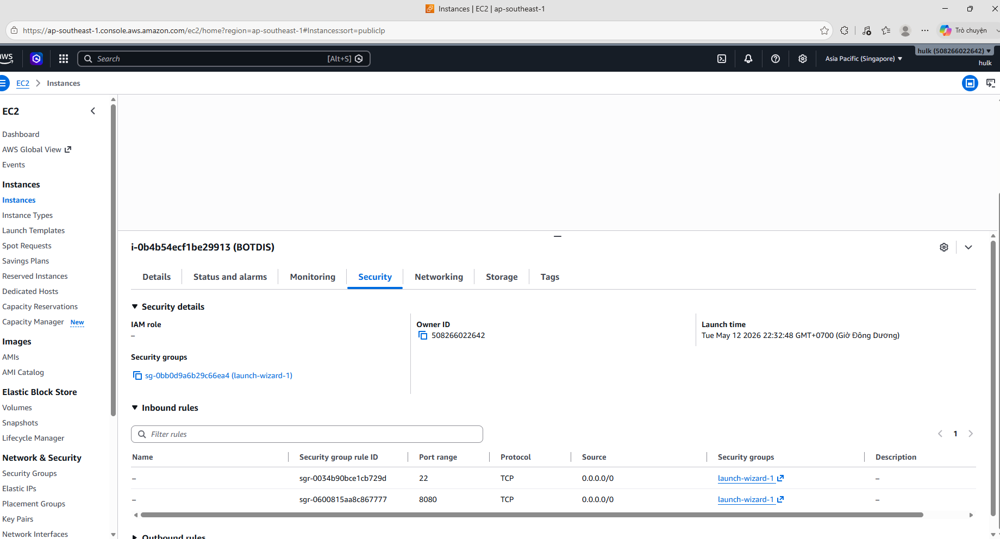 Instances | EC2 | ap-southeast-1
https://ap-southeast-1.console.aws.amazon.com/ec2/home?region=ap-southeast-1#Instances:sort=publicIp
Trò chuyện
aws
Search
[Alt+S]
Asia Pacific (Singapore)
hulk (508266022642)
hulk
EC2
Instances
EC2
Dashboard
AWS Global View
Events
Instances
Instances
Instance Types
Launch Templates
Spot Requests
Savings Plans
Reserved Instances
Dedicated Hosts
Capacity Reservations
Capacity Manager New
Images
AMIs
AMI Catalog
Elastic Block Store
Volumes
Snapshots
Lifecycle Manager
Network & Security
Security Groups
Elastic IPs
Placement Groups
Key Pairs
Network Interfaces
i-0b4b54ecf1be29913 (BOTDIS)
Details Status and alarms Monitoring Security Networking Storage Tags
Security details
IAM role
–
Owner ID
508266022642
Launch time
Tue May 12 2026 22:32:48 GMT+0700 (Giờ Đông Dương)
Security groups
sg-0bb0d9a6b29c66ea4 (launch-wizard-1)
Inbound rules
Filter rules
1
Name Security group rule ID Port range Protocol Source Security groups Description
– sgr-0034b90bce1cb729d 22 TCP 0.0.0.0/0 launch-wizard-1 –
– sgr-0600815aa8c867777 8080 TCP 0.0.0.0/0 launch-wizard-1 –
Outbound rules